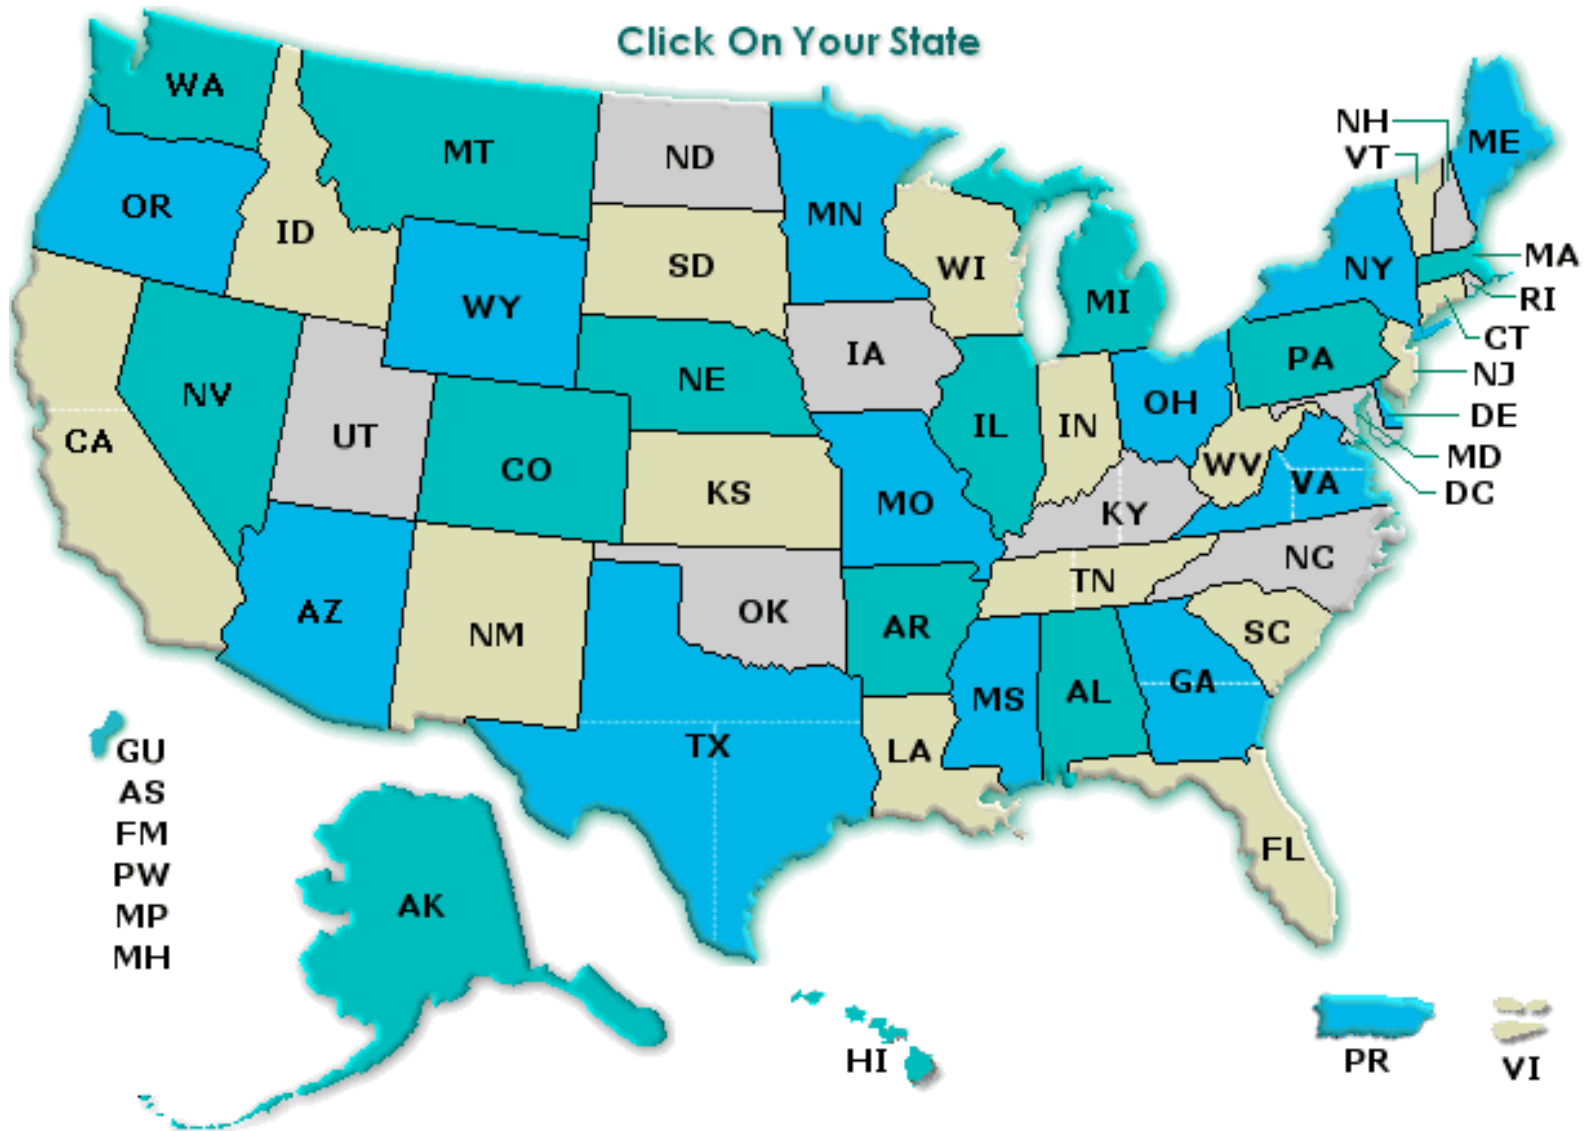 Click On Your State
WA
MT
ND
MN
OR
ID
SD
WI
MI
WY
NH
VT
ME
NY
MA
RI
CT
NJ
PA
DE
MD
DC
IA
NE
NV
UT
CA
CO
KS
MO
IL
IN
OH
WV
VA
KY
NC
TN
SC
AZ
NM
OK
AR
TX
LA
MS
AL
GA
FL
GU
AS
FM
PW
MP
MH
AK
HI
PR
VI